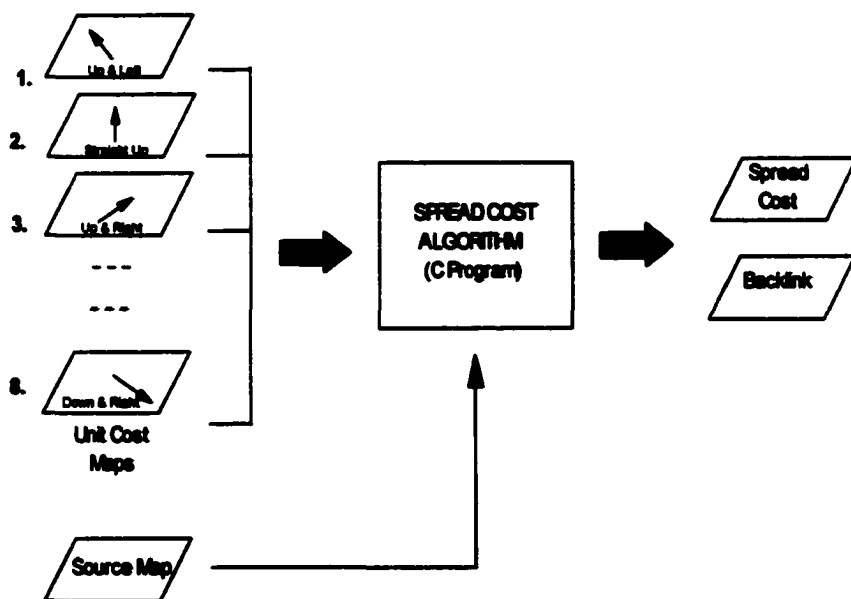 1.
Up & Left
2.
Straight Up
3.
Up & Right
---
---
8.
Down & Right
Unit Cost
Maps
Source Map
SPREAD COST
ALGORITHM
(C Program)
Spread
Cost
Backlink